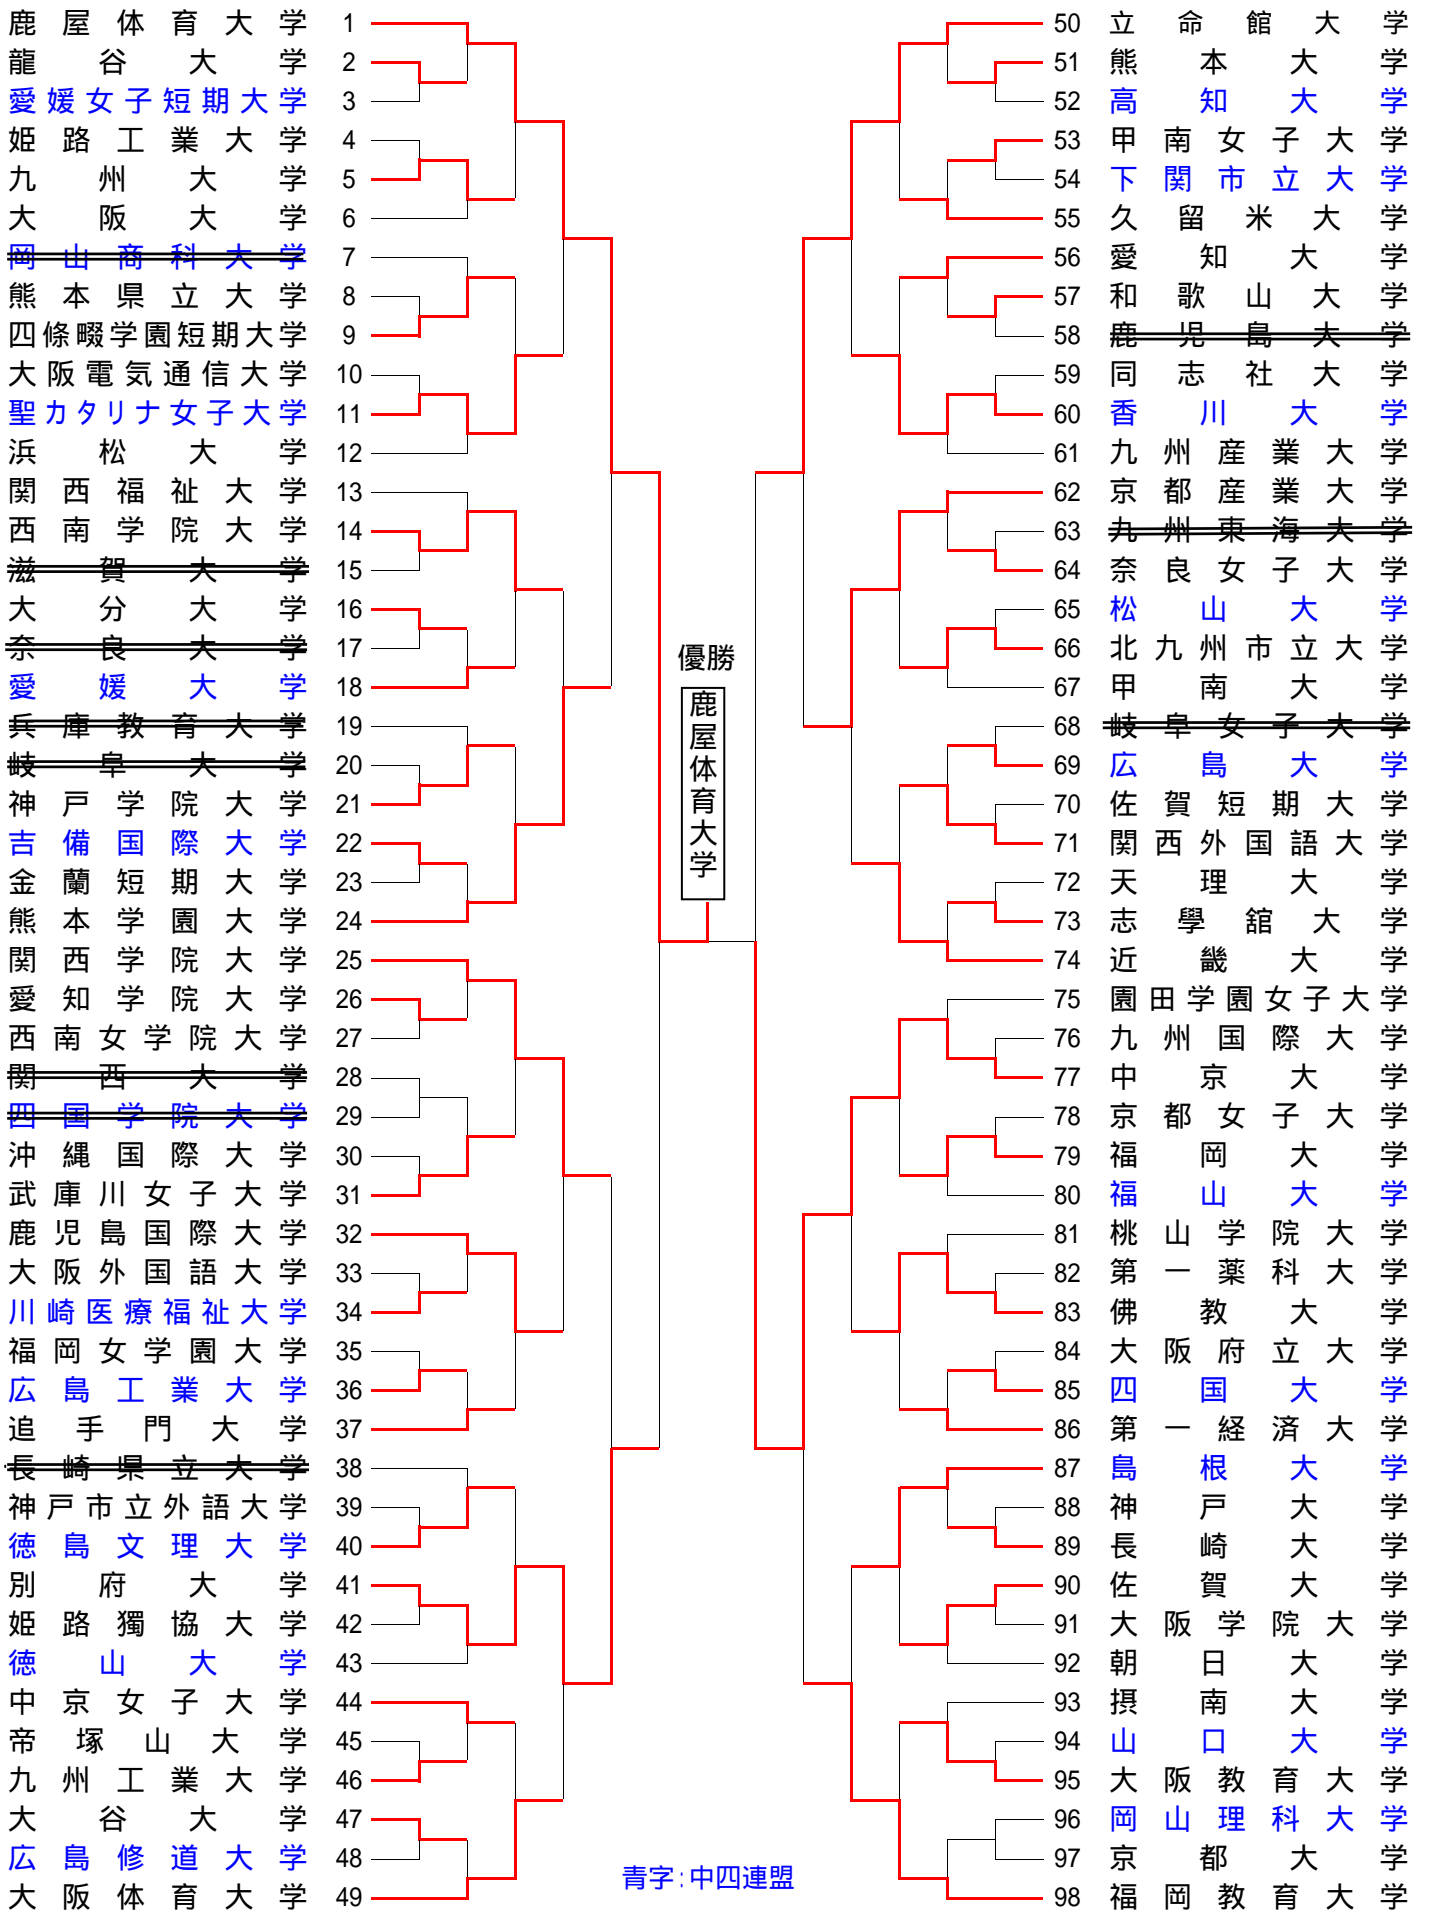 鹿屋体育大学 1
龍谷大学 2
愛媛女子短期大学 3
姫路工業大学 4
九州大学 5
大阪大学 6
岡山商科大学 7
熊本県立大学 8
四條畷学園短期大学 9
大阪電気通信大学 10
聖カタリナ女子大学 11
浜松大学 12
関西福祉大学 13
西南学院大学 14
滋賀大学 15
大分大学 16
奈良大学 17
愛媛大学 18
兵庫教育大学 19
岐阜大学 20
神戸学院大学 21
吉備国際大学 22
金蘭短期大学 23
熊本学園大学 24
関西学院大学 25
愛知学院大学 26
西南女学院大学 27
関西大学 28
四国学院大学 29
沖縄国際大学 30
武庫川女子大学 31
鹿児島国際大学 32
大阪外国語大学 33
川崎医療福祉大学 34
福岡女学園大学 35
広島工業大学 36
追手門大学 37
長崎県立大学 38
神戸市立外語大学 39
徳島文理大学 40
別府大学 41
姫路獨協大学 42
徳山大学 43
中京女子大学 44
帝塚山大学 45
九州工業大学 46
大谷大学 47
広島修道大学 48
大阪体育大学 49
優勝
鹿屋体育大学
青字:中四連盟
50 立命館大学
51 熊本大学
52 高知大学
53 甲南女子大学
54 下関市立大学
55 久留米大学
56 愛知大学
57 和歌山大学
58 鹿児島大学
59 同志社大学
60 香川大学
61 九州産業大学
62 京都産業大学
63 九州東海大学
64 奈良女子大学
65 松山大学
66 北九州市立大学
67 甲南大学
68 岐阜女子大学
69 広島大学
70 佐賀短期大学
71 関西外国語大学
72 天理大学
73 志學舘大学
74 近畿大学
75 園田学園女子大学
76 九州国際大学
77 中京大学
78 京都女子大学
79 福岡大学
80 福山大学
81 桃山学院大学
82 第一薬科大学
83 佛教大学
84 大阪府立大学
85 四国大学
86 第一経済大学
87 島根大学
88 神戸大学
89 長崎大学
90 佐賀大学
91 大阪学院大学
92 朝日大学
93 摂南大学
94 山口大学
95 大阪教育大学
96 岡山理科大学
97 京都大学
98 福岡教育大学